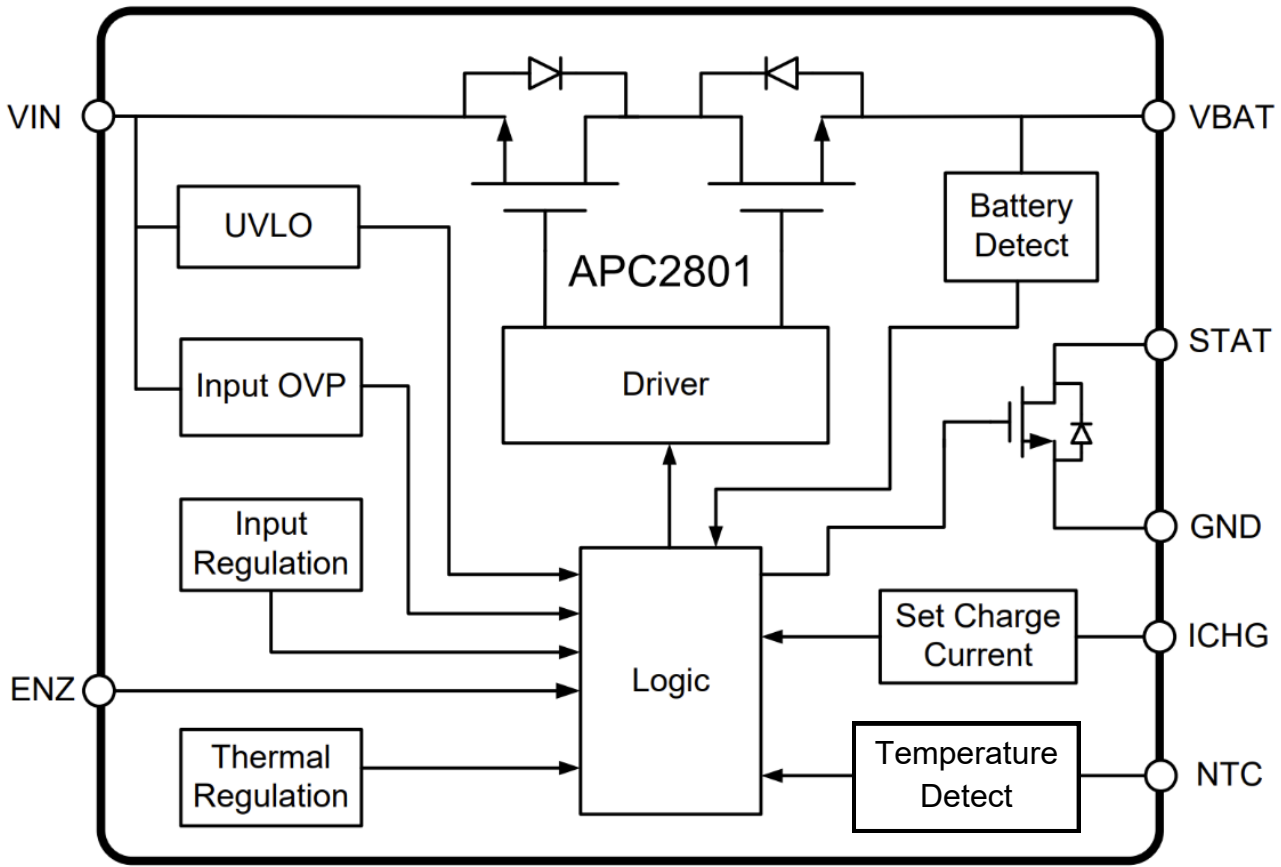 VIN
VBAT
UVLO
Battery
Detect
APC2801
STAT
Input OVP
Driver
Input
Regulation
GND
Set Charge
Current
ICHG
ENZ
Logic
Thermal
Regulation
Temperature
Detect
NTC